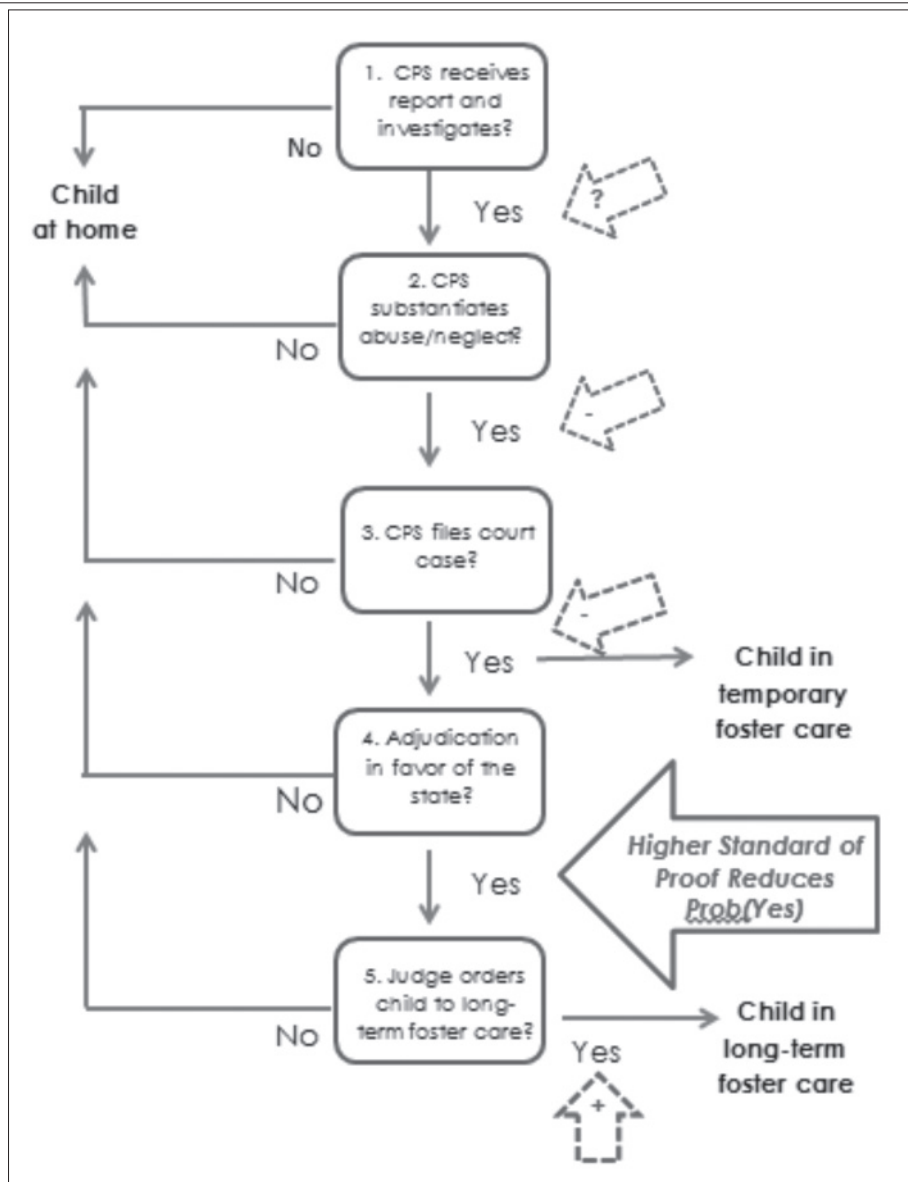 1. CPS receives
report and
investigates?
No
Child
at home
Yes
?
2. CPS
substantiates
abuse/neglect?
No
Yes
-
3. CPS files court
case?
No
-
Yes
Child in
temporary
foster care
4. Adjudication
in favor of the
state?
No
Higher Standard of
Proof Reduces
Prob(Yes)
Yes
5. Judge orders
child to long-
term foster care?
No
Yes
Child in
long-term
foster care
+